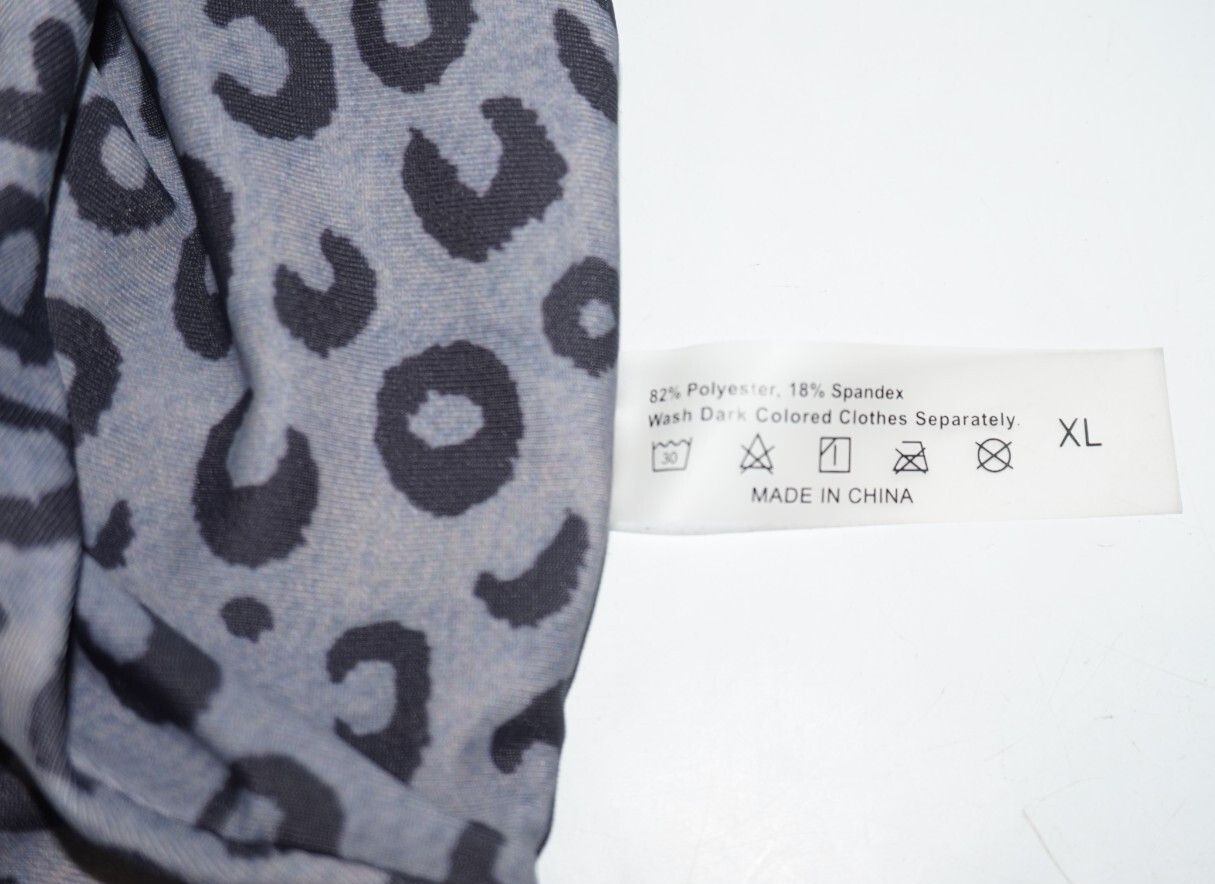 82% Polyester, 18% Spandex
Wash Dark Colored Clothes Separately.
30
XL
MADE IN CHINA